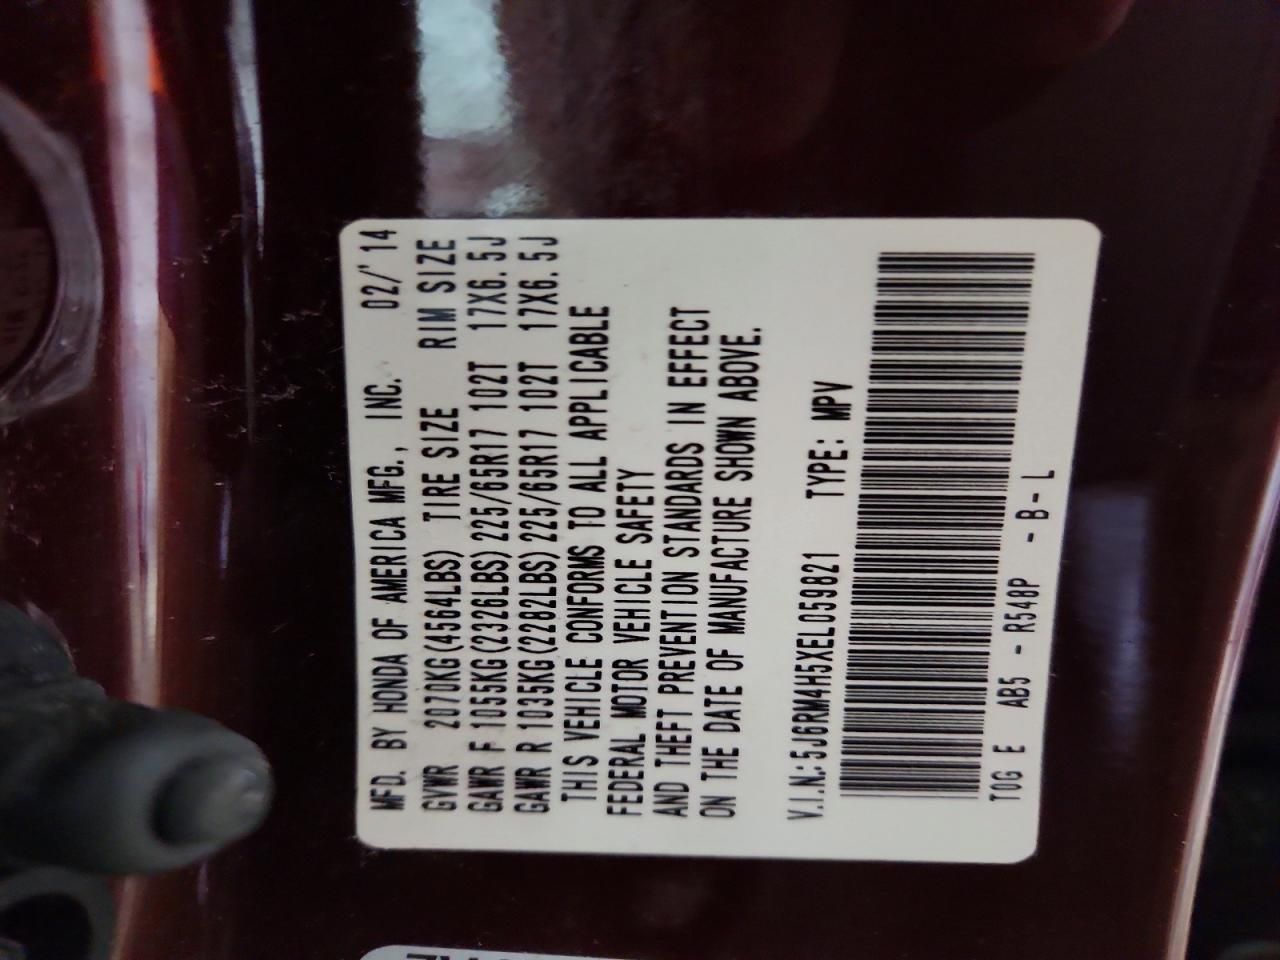 MFD. BY HONDA OF AMERICA MFG., INC. 02/'14
GVWR 2070KG(4564LBS) TIRE SIZE RIM SIZE
GAWR F 1055KG(2326LBS) 225/65R17 102T 17X6.5J
GAWR R 1035KG(2282LBS) 225/65R17 102T 17X6.5J
THIS VEHICLE CONFORMS TO ALL APPLICABLE
FEDERAL MOTOR VEHICLE SAFETY
AND THEFT PREVENTION STANDARDS IN EFFECT
ON THE DATE OF MANUFACTURE SHOWN ABOVE.
V.I.N.:5J6RM4H5XEL059821 TYPE: MPV
TOG E AB5 - R548P - B - L